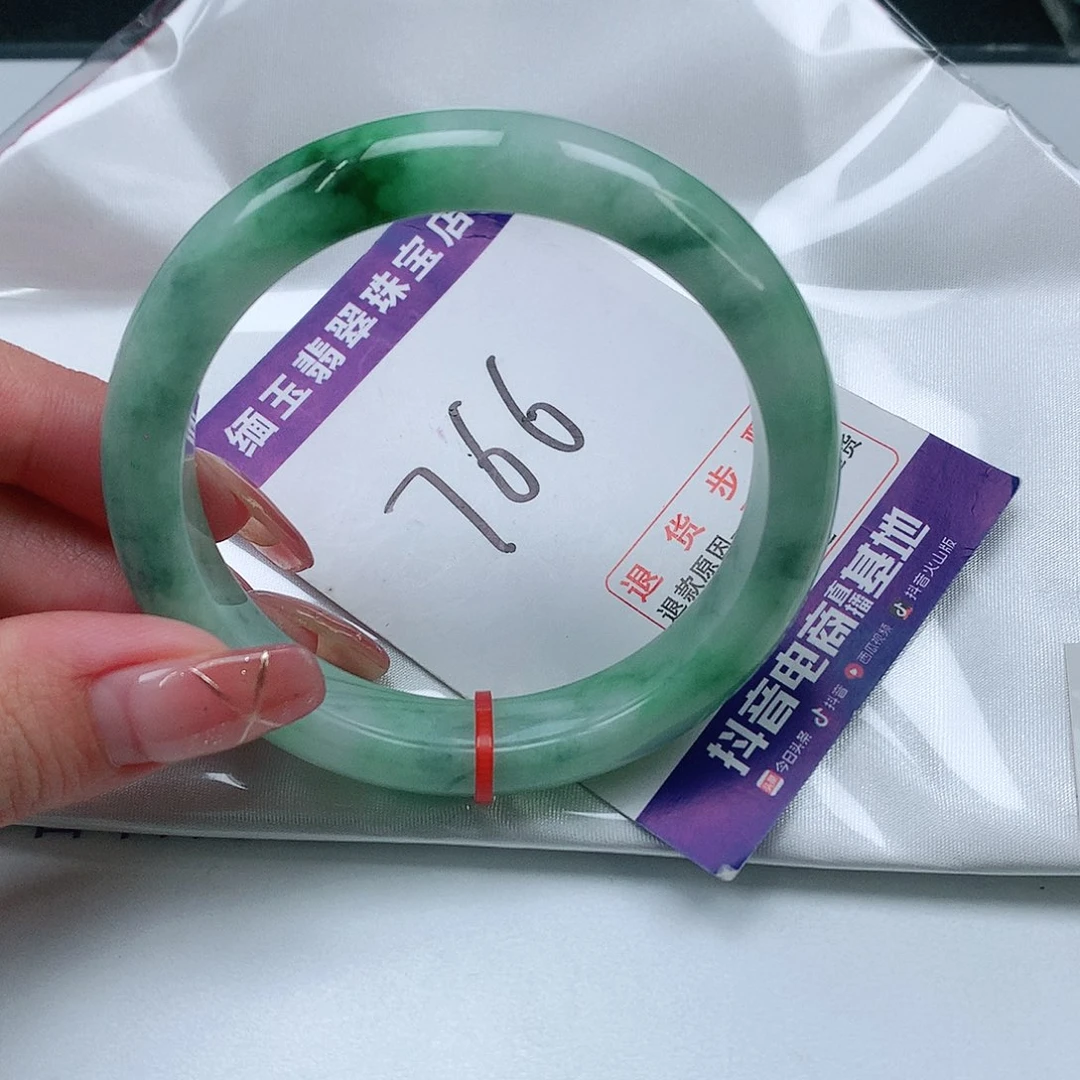 缅玉翡翠珠宝店
766
退货步
退款原因
货
抖音电商直播基地
今日头条 抖音 西瓜视频 抖音火山版